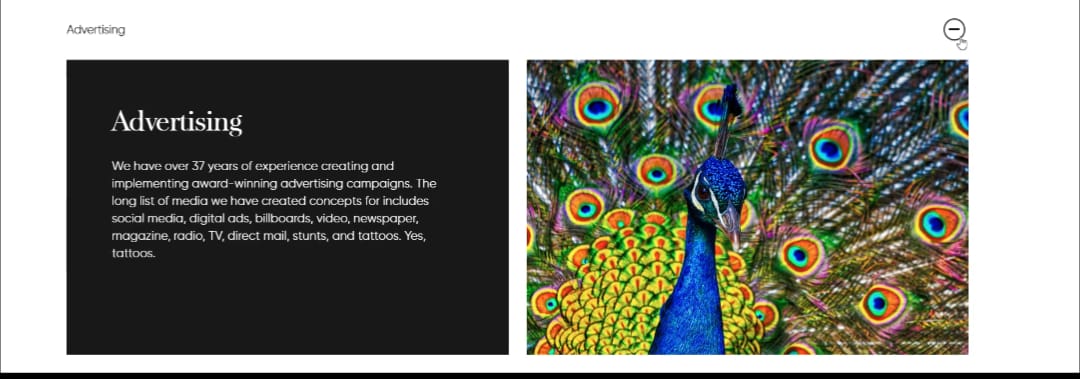 Advertising
Advertising
We have over 37 years of experience creating and
implementing award-winning advertising campaigns. The
long list of media we have created concepts for includes
social media, digital ads, billboards, video, newspaper,
magazine, radio, TV, direct mail, stunts, and tattoos. Yes,
tattoos.